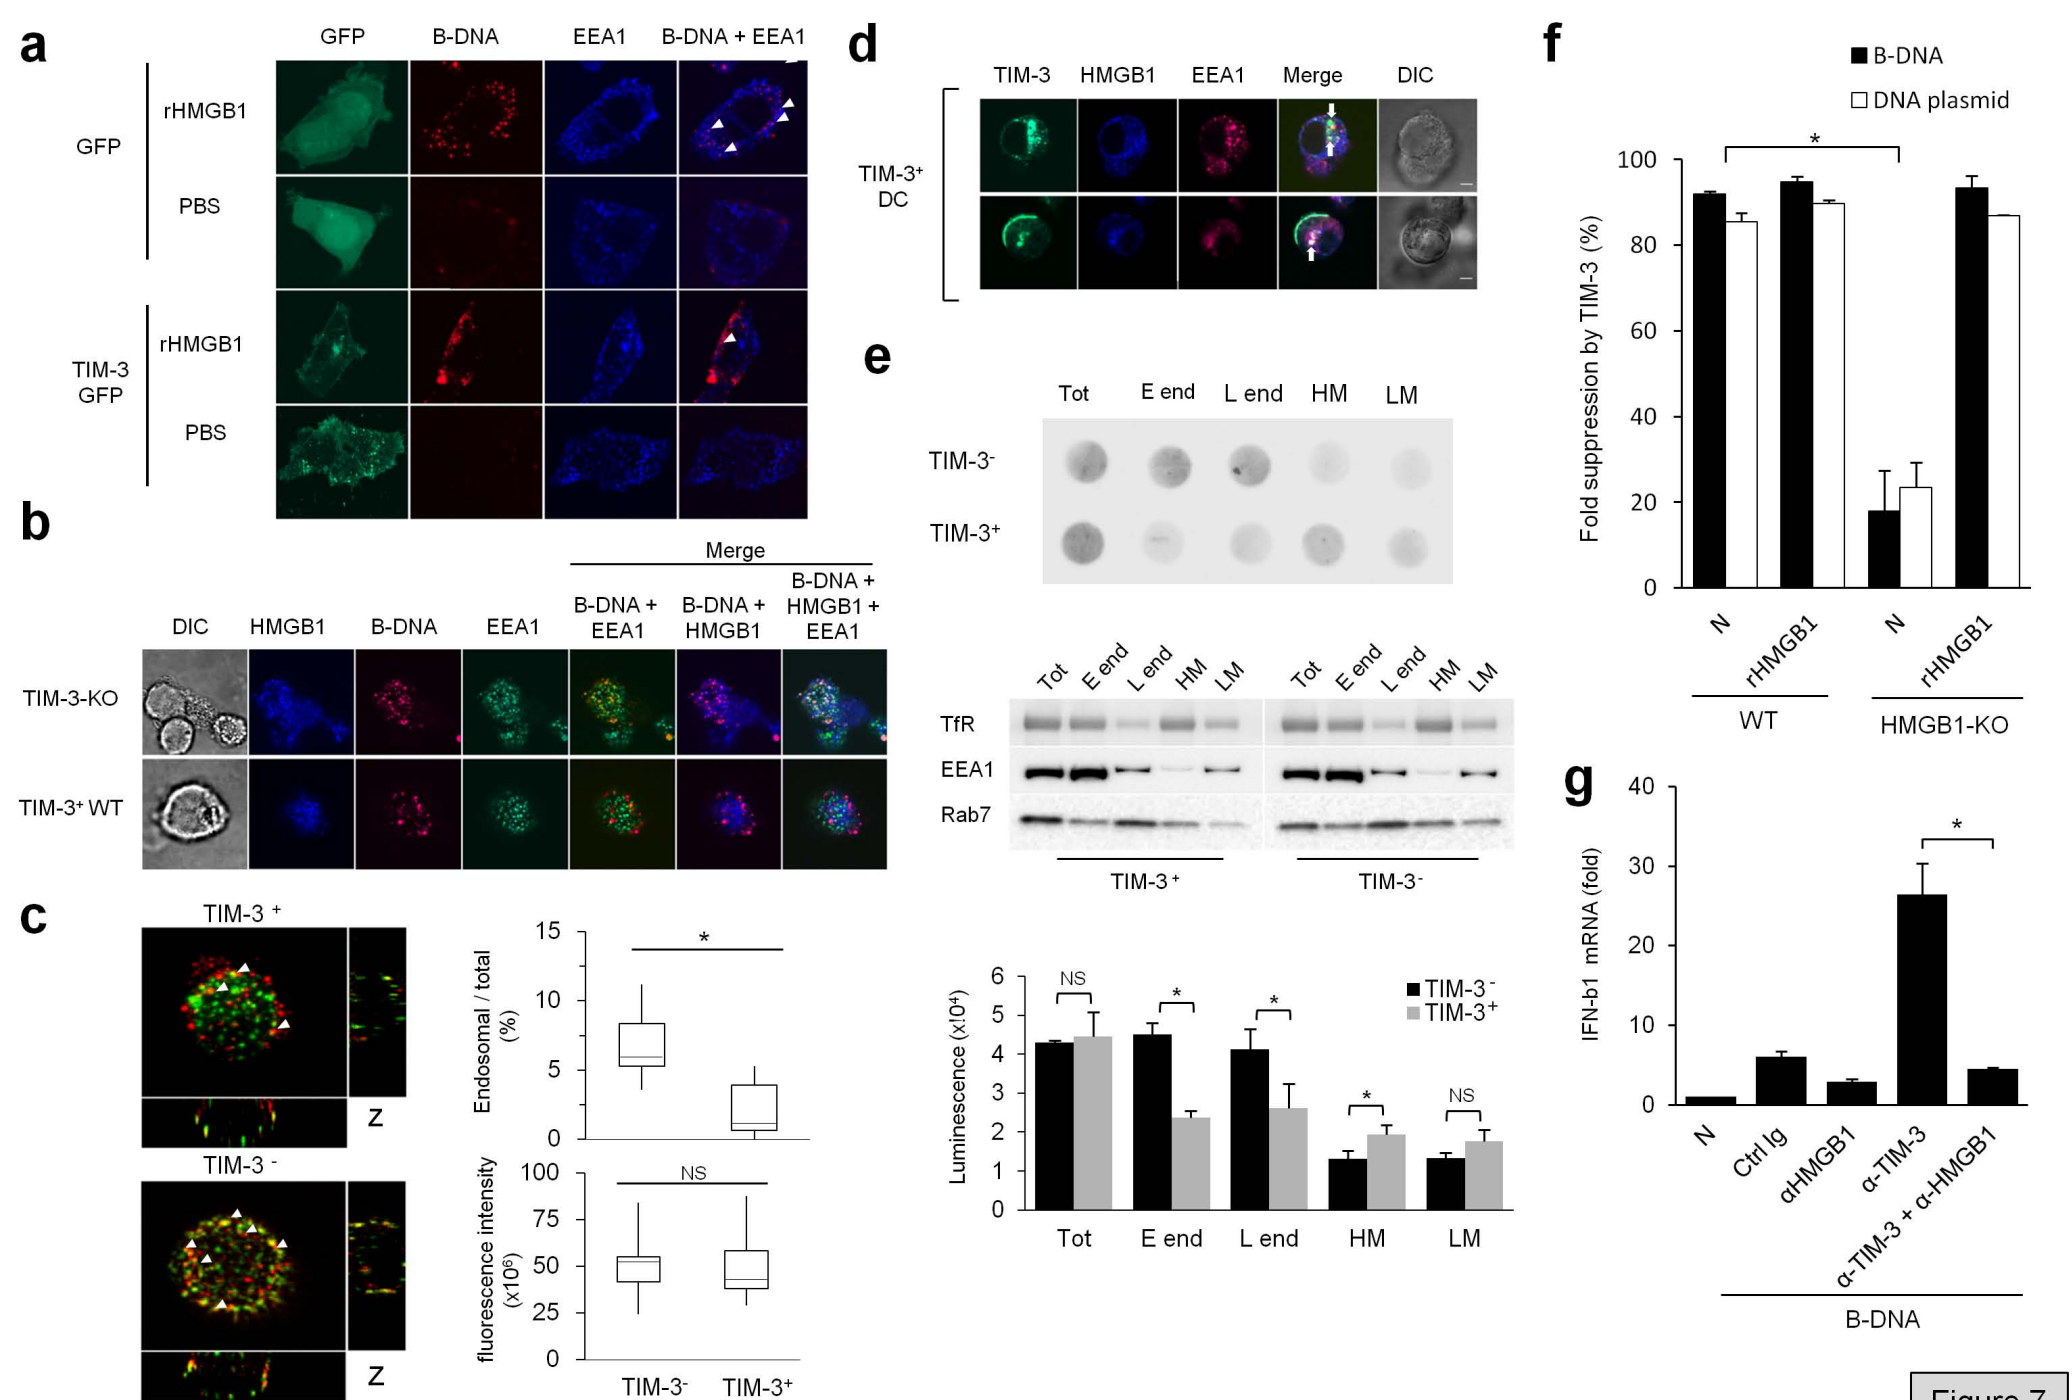 a
GFP B-DNA EEA1 B-DNA + EEA1
GFP
rHMGB1
PBS
TIM-3
GFP
rHMGB1
PBS
b
Merge
DIC HMGB1 B-DNA EEA1
B-DNA +
EEA1
B-DNA +
HMGB1
B-DNA +
HMGB1 +
EEA1
TIM-3-KO
TIM-3+ WT
c
TIM-3 +
Z
TIM-3 -
Z
Endosomal / total
(%)
15
10
5
0
*
fluorescence intensity
(x10⁶)
100
75
50
25
0
NS
TIM-3- TIM-3+
d
TIM-3 HMGB1 EEA1 Merge DIC
TIM-3+
DC
e
Tot E end L end HM LM
TIM-3-
TIM-3+
Tot E end L end HM LM Tot E end L end HM LM
TfR
EEA1
Rab7
TIM-3 + TIM-3 -
Luminescence (x!0⁴)
6
5
4
3
2
1
0
NS * * * NS
TIM-3 -
TIM-3 +
Tot E end L end HM LM
f
B-DNA
DNA plasmid
*
Fold suppression by TIM-3 (%)
100
80
60
40
20
0
N rHMGB1 N rHMGB1
WT HMGB1-KO
g
IFN-b1 mRNA (fold)
40
30
20
10
0
*
N Ctrl Ig αHMGB1 α-TIM-3 α-TIM-3 + α-HMGB1
B-DNA
Figure 7